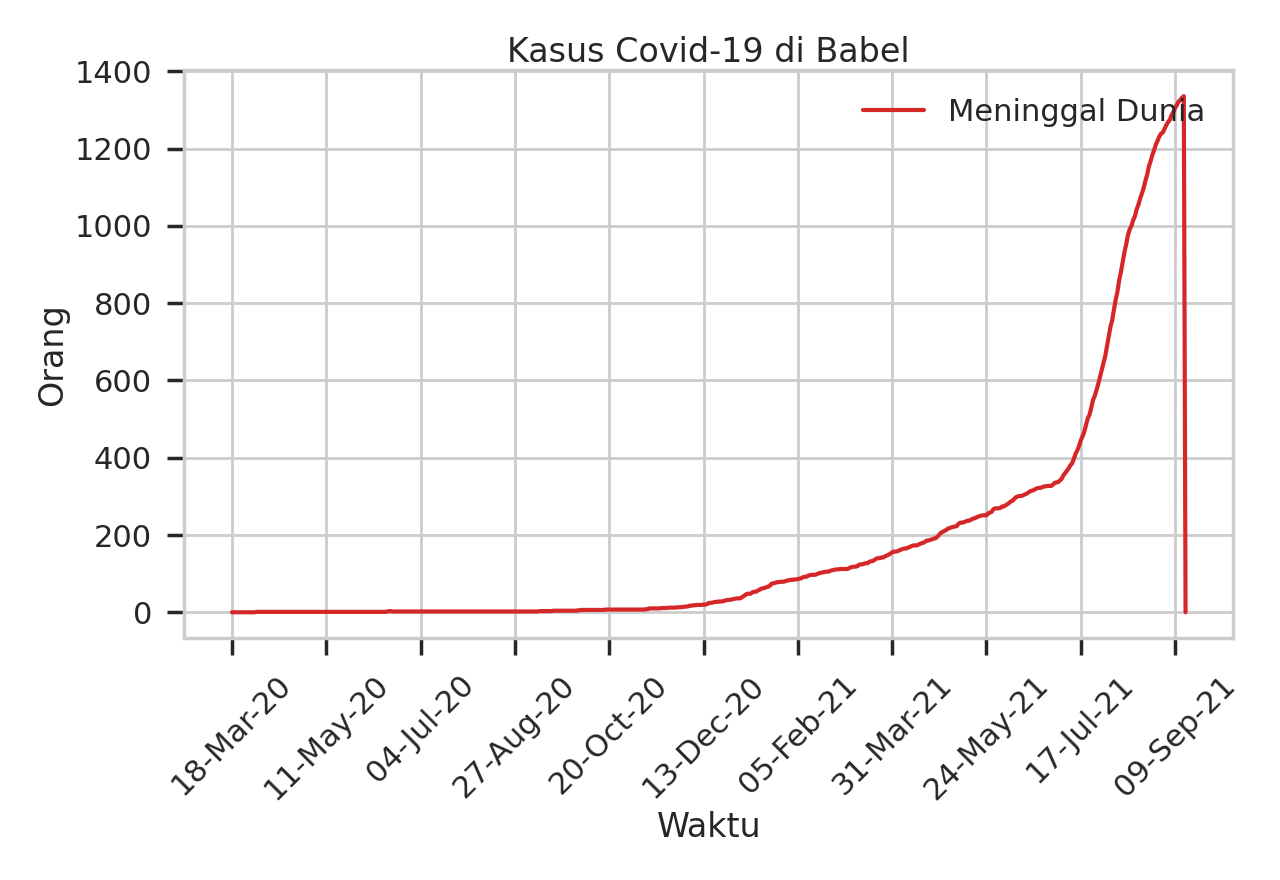 Kasus Covid-19 di Babel
Meninggal Dunia
Orang
1400
1200
1000
800
600
400
200
0
18-Mar-20
11-May-20
04-Jul-20
27-Aug-20
20-Oct-20
13-Dec-20
05-Feb-21
31-Mar-21
24-May-21
17-Jul-21
09-Sep-21
Waktu